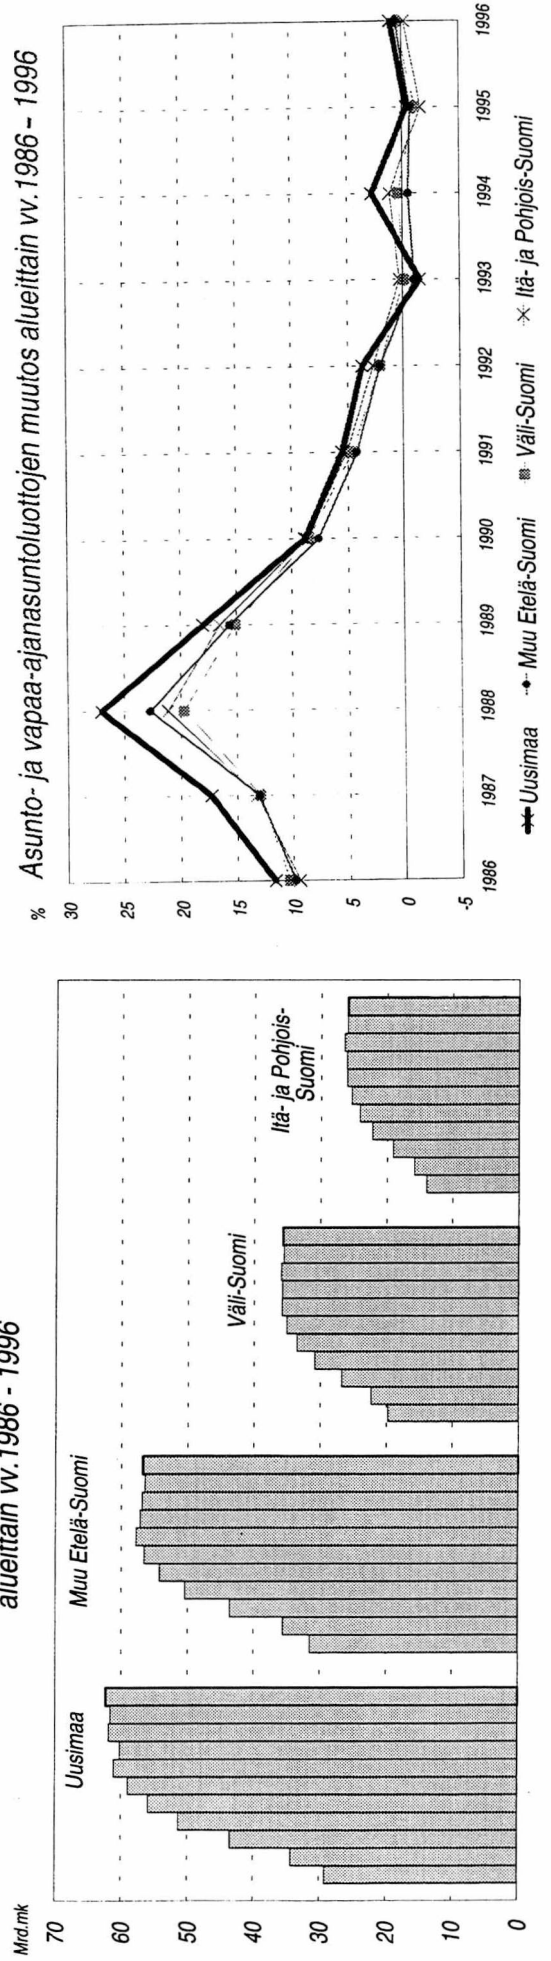 alueittain vv.1986 - 1996
Mrd.mk
70
60
50
40
30
20
10
0
Uusimaa
Muu Etelä-Suomi
Väli-Suomi
Itä- ja Pohjois-
Suomi
Asunto- ja vapaa-ajanasuntoluottojen muutos alueittain vv.1986 - 1996
%
30
25
20
15
10
5
0
-5
1986 1987 1988 1989 1990 1991 1992 1993 1994 1995 1996
Uusimaa Muu Etelä-Suomi Väli-Suomi Itä- ja Pohjois-Suomi